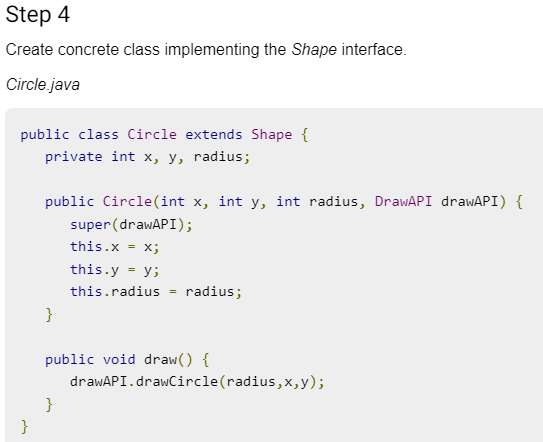 Step 4
Create concrete class implementing the Shape interface.
Circle.java
public class Circle extends Shape {
   private int x, y, radius;

   public Circle(int x, int y, int radius, DrawAPI drawAPI) {
      super(drawAPI);
      this.x = x;
      this.y = y;
      this.radius = radius;
   }

   public void draw() {
      drawAPI.drawCircle(radius,x,y);
   }
}